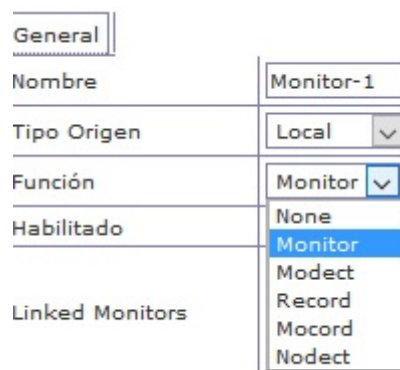 General
Nombre Monitor-1
Tipo Origen Local
Función Monitor
Habilitado
None
Monitor
Modect
Record
Mocord
Nodect
Linked Monitors